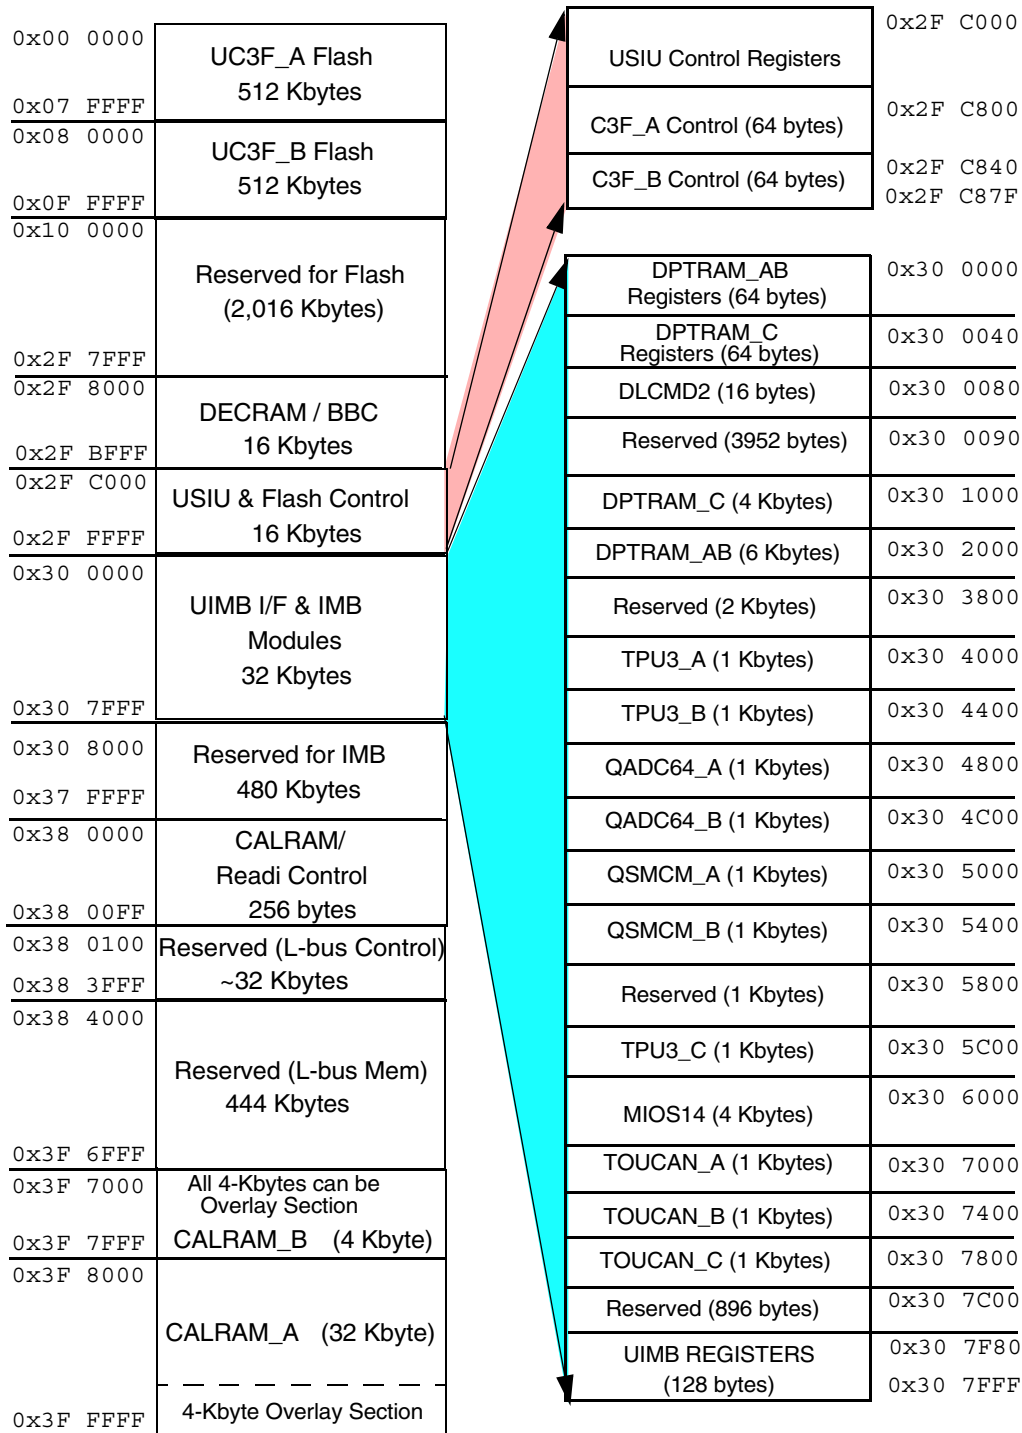 0x00 0000
UC3F_A Flash
512 Kbytes
0x07 FFFF
0x08 0000
UC3F_B Flash
512 Kbytes
0x0F FFFF
0x10 0000
Reserved for Flash
(2,016 Kbytes)
0x2F 7FFF
0x2F 8000
DECRAM / BBC
16 Kbytes
0x2F BFFF
0x2F C000
USIU & Flash Control
16 Kbytes
0x2F FFFF
0x30 0000
UIMB I/F & IMB
Modules
32 Kbytes
0x30 7FFF
0x30 8000
Reserved for IMB
480 Kbytes
0x37 FFFF
0x38 0000
CALRAM/
Readi Control
256 bytes
0x38 00FF
0x38 0100
Reserved (L-bus Control)
~32 Kbytes
0x38 3FFF
0x38 4000
Reserved (L-bus Mem)
444 Kbytes
0x3F 6FFF
0x3F 7000
All 4-Kbytes can be
Overlay Section
CALRAM_B (4 Kbyte)
0x3F 7FFF
0x3F 8000
CALRAM_A (32 Kbyte)
4-Kbyte Overlay Section
0x3F FFFF
0x2F C000
USIU Control Registers
0x2F C800
C3F_A Control (64 bytes)
0x2F C840
C3F_B Control (64 bytes)
0x2F C87F
DPTRAM_AB
Registers (64 bytes)
0x30 0000
DPTRAM_C
Registers (64 bytes)
0x30 0040
DLCMD2 (16 bytes)
0x30 0080
Reserved (3952 bytes)
0x30 0090
DPTRAM_C (4 Kbytes)
0x30 1000
DPTRAM_AB (6 Kbytes)
0x30 2000
Reserved (2 Kbytes)
0x30 3800
TPU3_A (1 Kbytes)
0x30 4000
TPU3_B (1 Kbytes)
0x30 4400
QADC64_A (1 Kbytes)
0x30 4800
QADC64_B (1 Kbytes)
0x30 4C00
QSMCM_A (1 Kbytes)
0x30 5000
QSMCM_B (1 Kbytes)
0x30 5400
Reserved (1 Kbytes)
0x30 5800
TPU3_C (1 Kbytes)
0x30 5C00
MIOS14 (4 Kbytes)
0x30 6000
TOUCAN_A (1 Kbytes)
0x30 7000
TOUCAN_B (1 Kbytes)
0x30 7400
TOUCAN_C (1 Kbytes)
0x30 7800
Reserved (896 bytes)
0x30 7C00
UIMB REGISTERS
(128 bytes)
0x30 7F80
0x30 7FFF